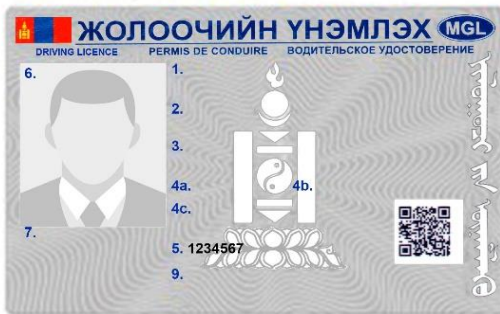 ЖОЛООЧИЙН ҮНЭМЛЭХ MGL
DRIVING LICENCE PERMIS DE CONDUIRE ВОДИТЕЛЬСКОЕ УДОСТОВЕРЕНИЕ
6.
1.
2.
3.
4a. 4b.
4c.
7.
5. 1234567
9.